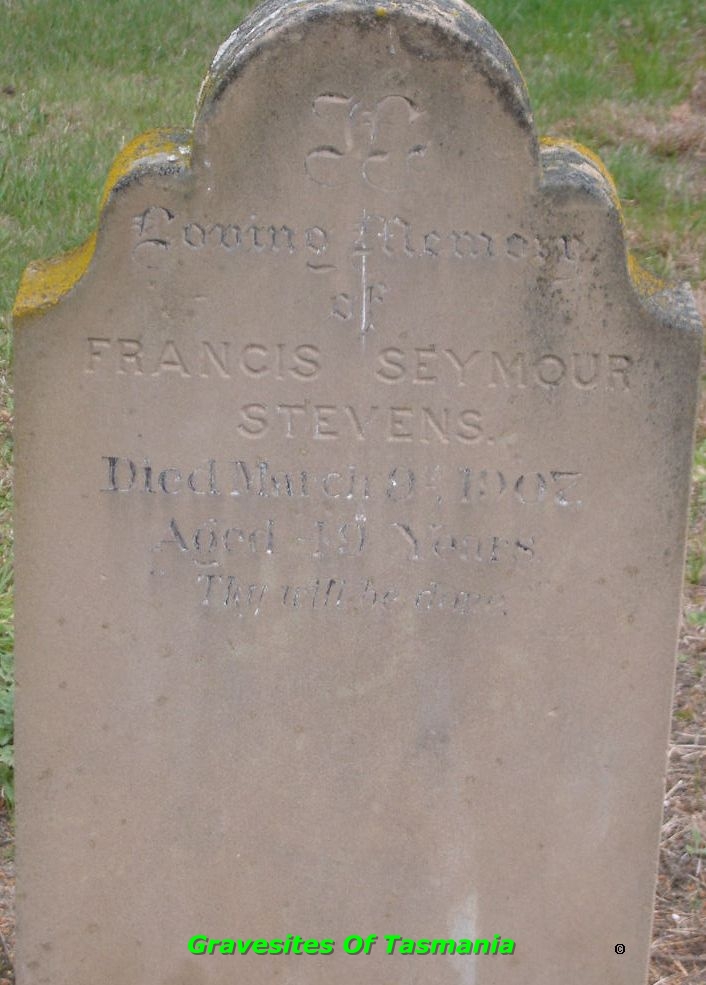 In
Loving Memory
of
FRANCIS SEYMOUR
STEVENS.
Died March 9th 1907,
Aged 49 Years.
"Thy will be done."
Gravesites Of Tasmania
©